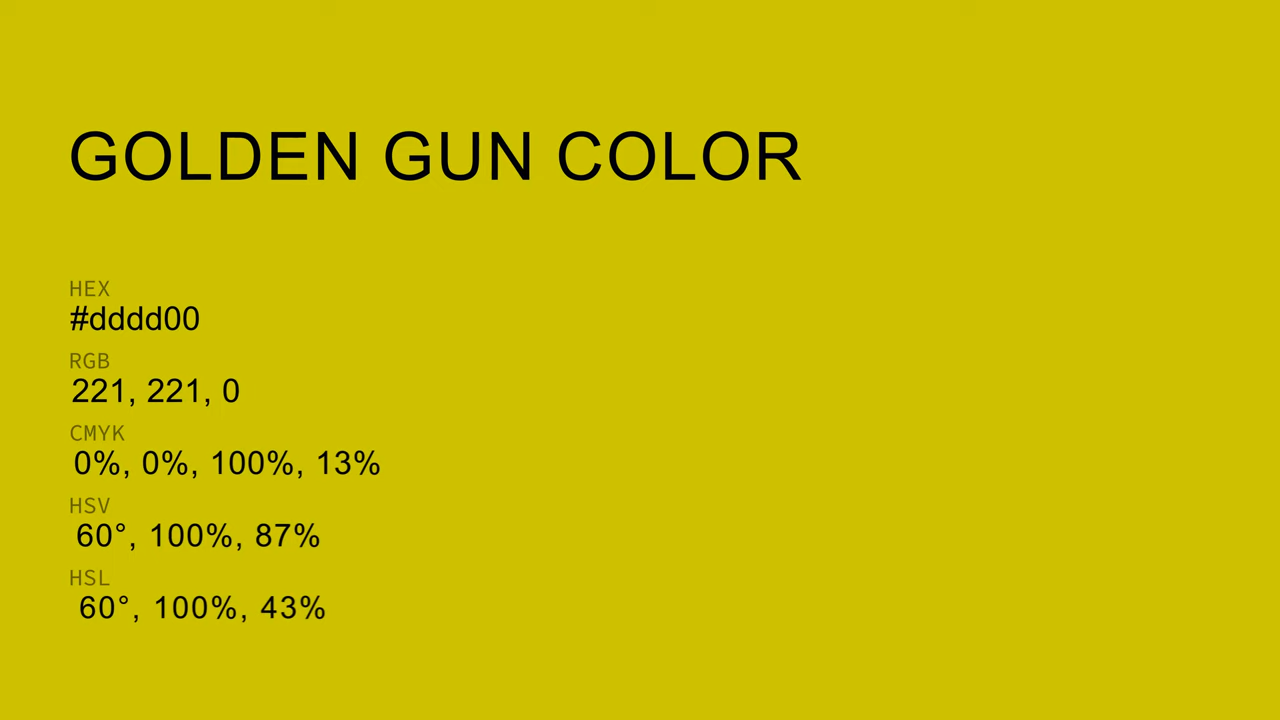 GOLDEN GUN COLOR
HEX
#dddd00
RGB
221, 221, 0
CMYK
0%, 0%, 100%, 13%
HSV
60°, 100%, 87%
HSL
60°, 100%, 43%